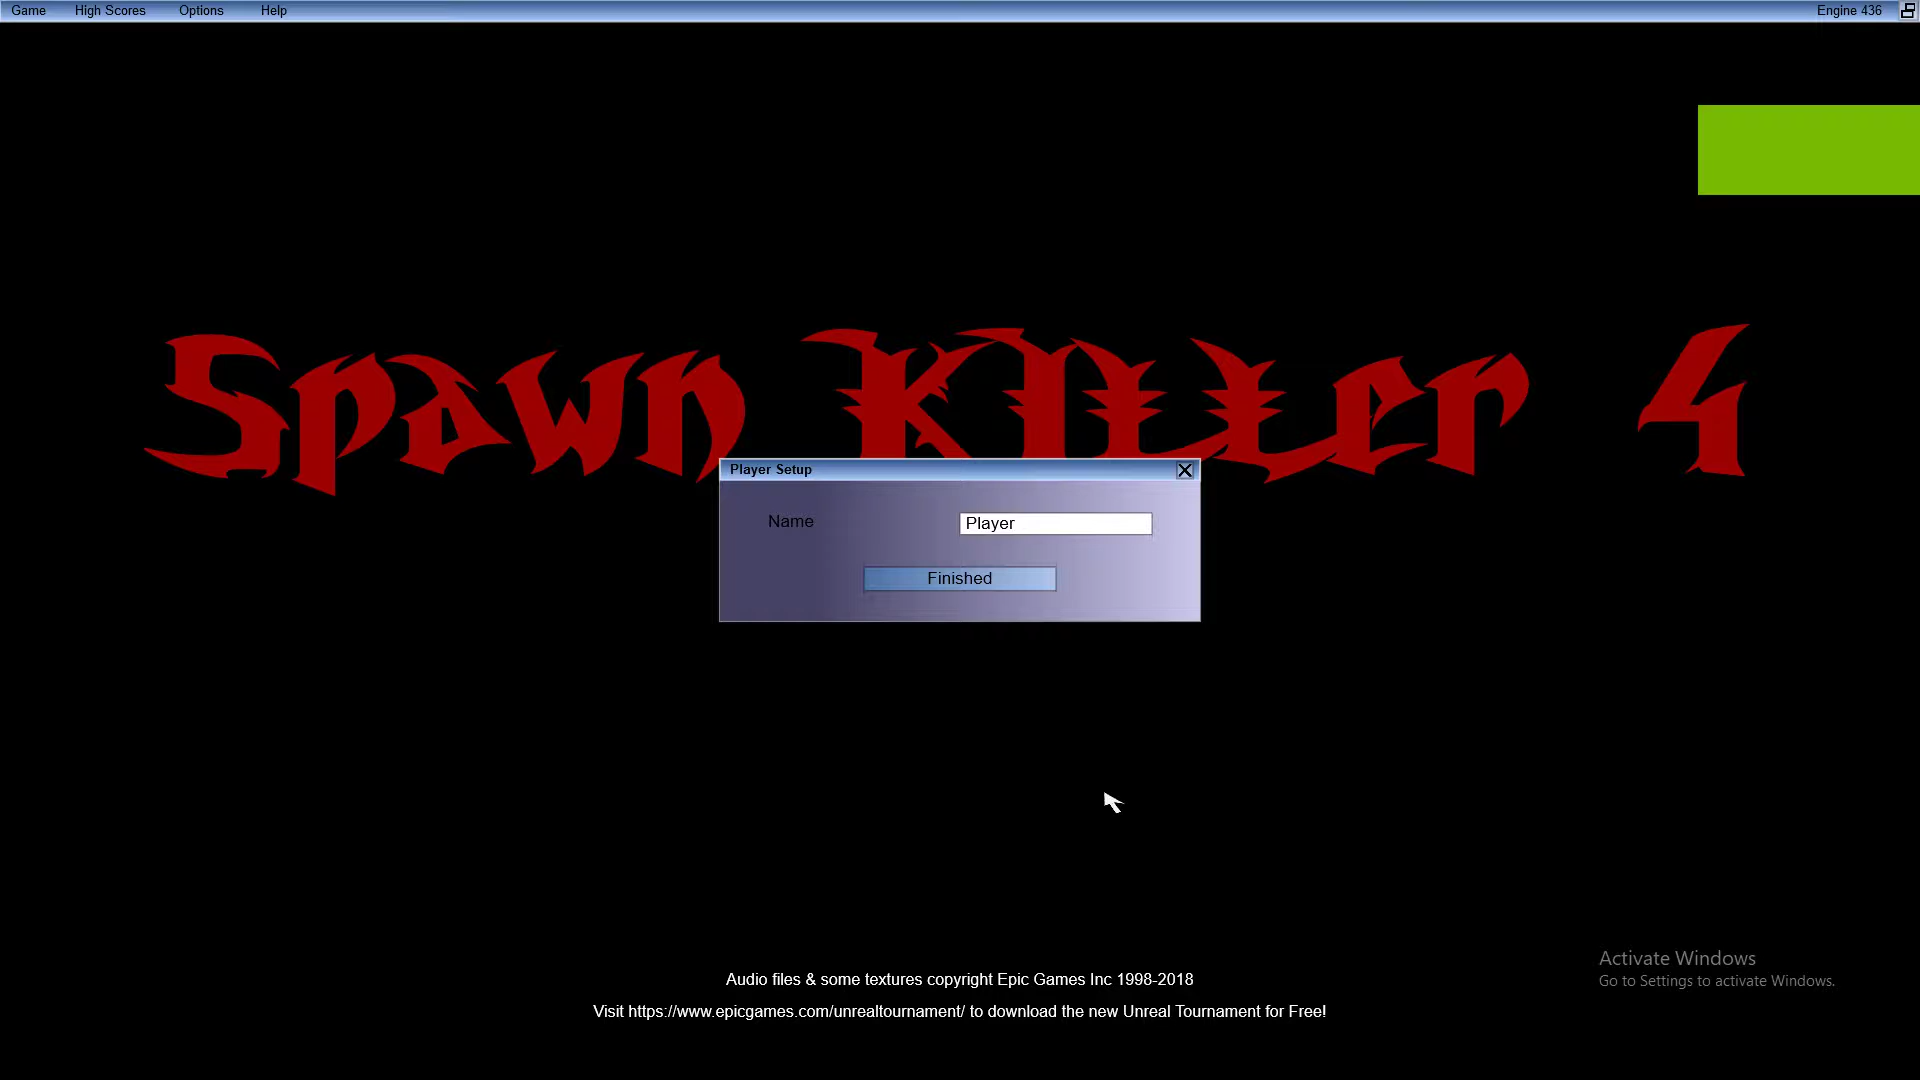 Game High Scores Options Help Engine 436
Spawn Killer 4
Player Setup
Name Player
Finished
Activate Windows
Go to Settings to activate Windows.
Audio files & some textures copyright Epic Games Inc 1998-2018
Visit https://www.epicgames.com/unrealtournament/ to download the new Unreal Tournament for Free!